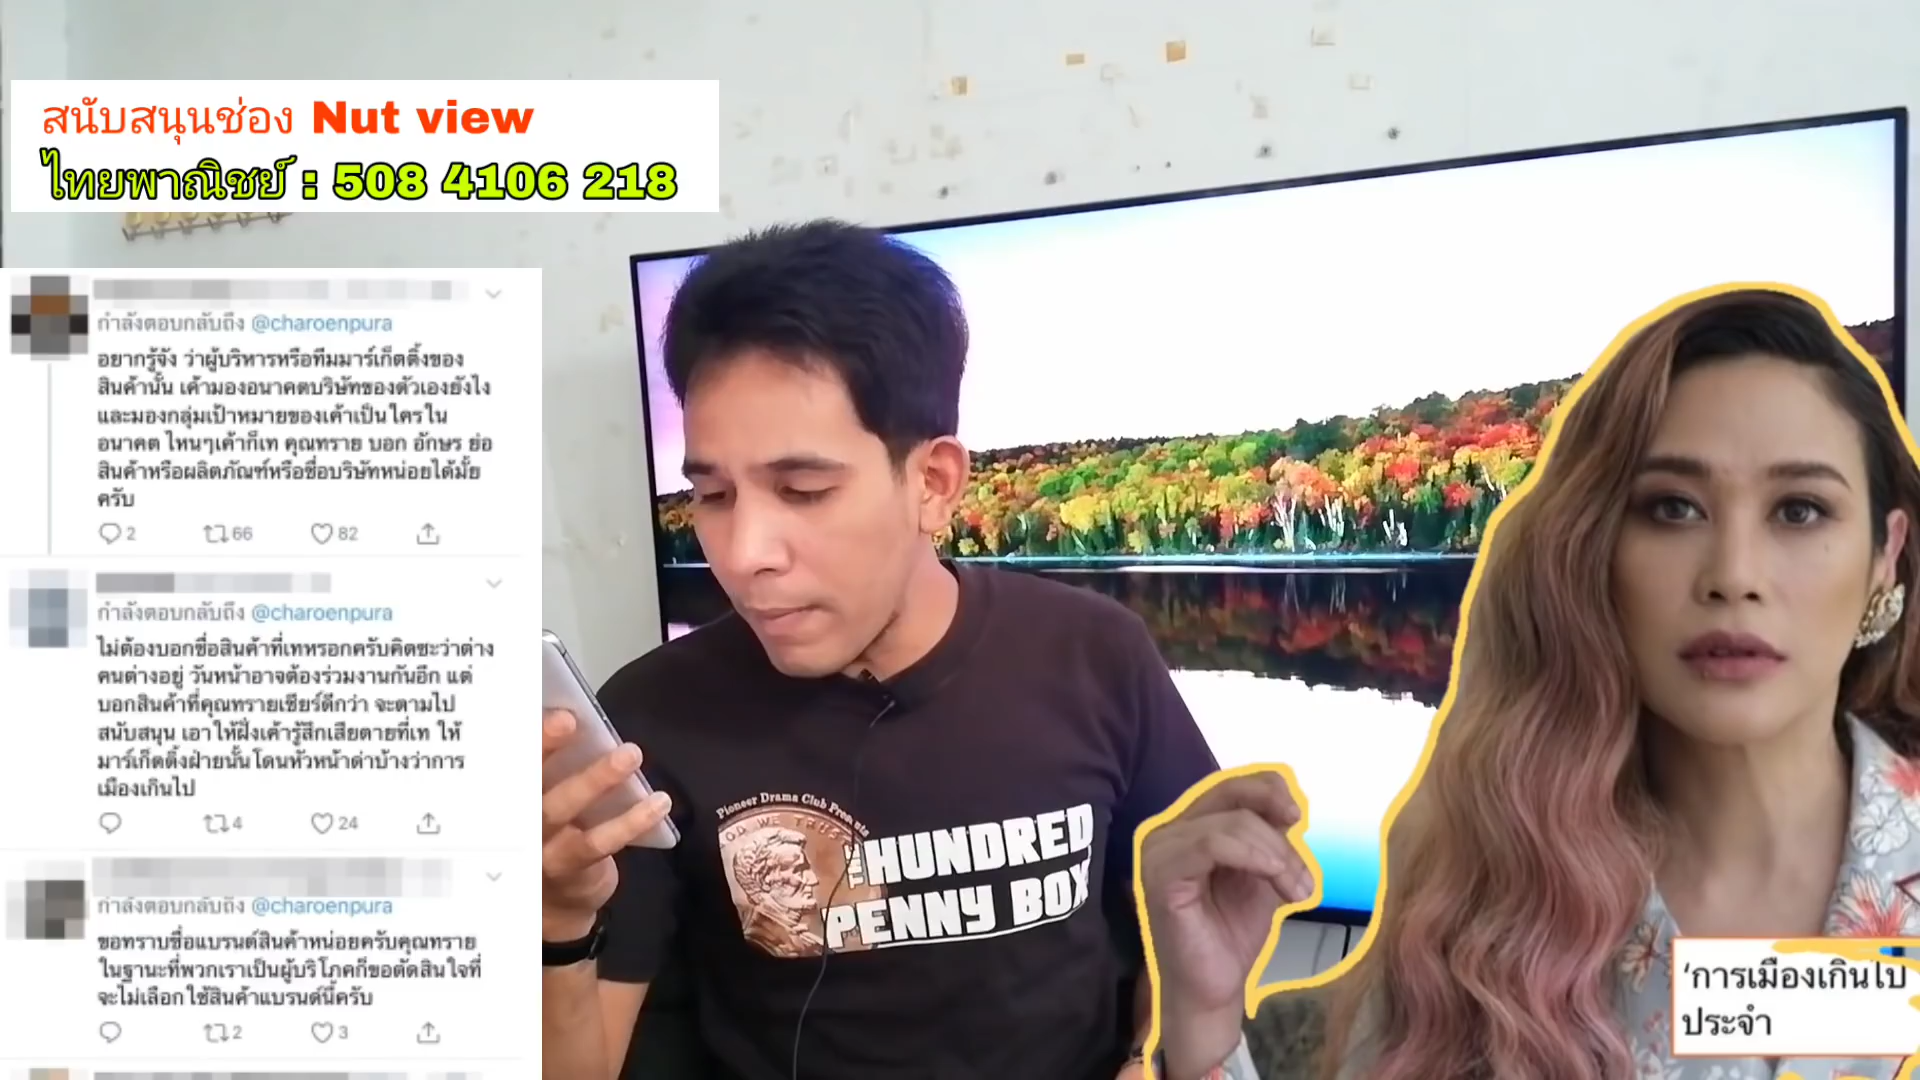 สนับสนุนช่อง Nut view
ไทยพาณิชย์ : 508 4106 218
กำลังตอบกลับถึง @charoenpura
อยากรู้จัง ว่าผู้บริหารหรือทีมมาร์เก็ตติ้งของ
สินค้านั้น เค้ามองอนาคตบริษัทของตัวเองยังไง
และมองกลุ่มเป้าหมายของเค้าเป็นใครใน
อนาคต ไหนๆเค้าก็เท คุณทราย บอก อักษร ย่อ
สินค้าหรือผลิตภัณฑ์หรือชื่อบริษัทหน่อยได้มั้ย
ครับ
2 66 82
กำลังตอบกลับถึง @charoenpura
ไม่ต้องบอกชื่อสินค้าที่เทหรอกครับคิดซะว่าต่าง
คนต่างอยู่ วันหน้าอาจต้องร่วมงานกันอีก แต่
บอกสินค้าที่คุณทรายเชียร์ดีกว่า จะตามไป
สนับสนุน เอาให้ฝั่งเค้ารู้สึกเสียดายที่เท ให้
มาร์เก็ตติ้งฝ่ายนั้นโดนหัวหน้าด่าบ้างว่าการ
เมืองเกินไป
4 24
กำลังตอบกลับถึง @charoenpura
ขอทราบชื่อแบรนด์สินค้าหน่อยครับคุณทราย
ในฐานะที่พวกเราเป็นผู้บริโภคก็ขอตัดสินใจที่
จะไม่เลือกใช้สินค้าแบรนด์นี้ครับ
2 3
Pioneer Drama Club Presents
GOD WE TRUST
THE HUNDRED
PENNY BOX
‘การเมืองเกินไป
ประจำ